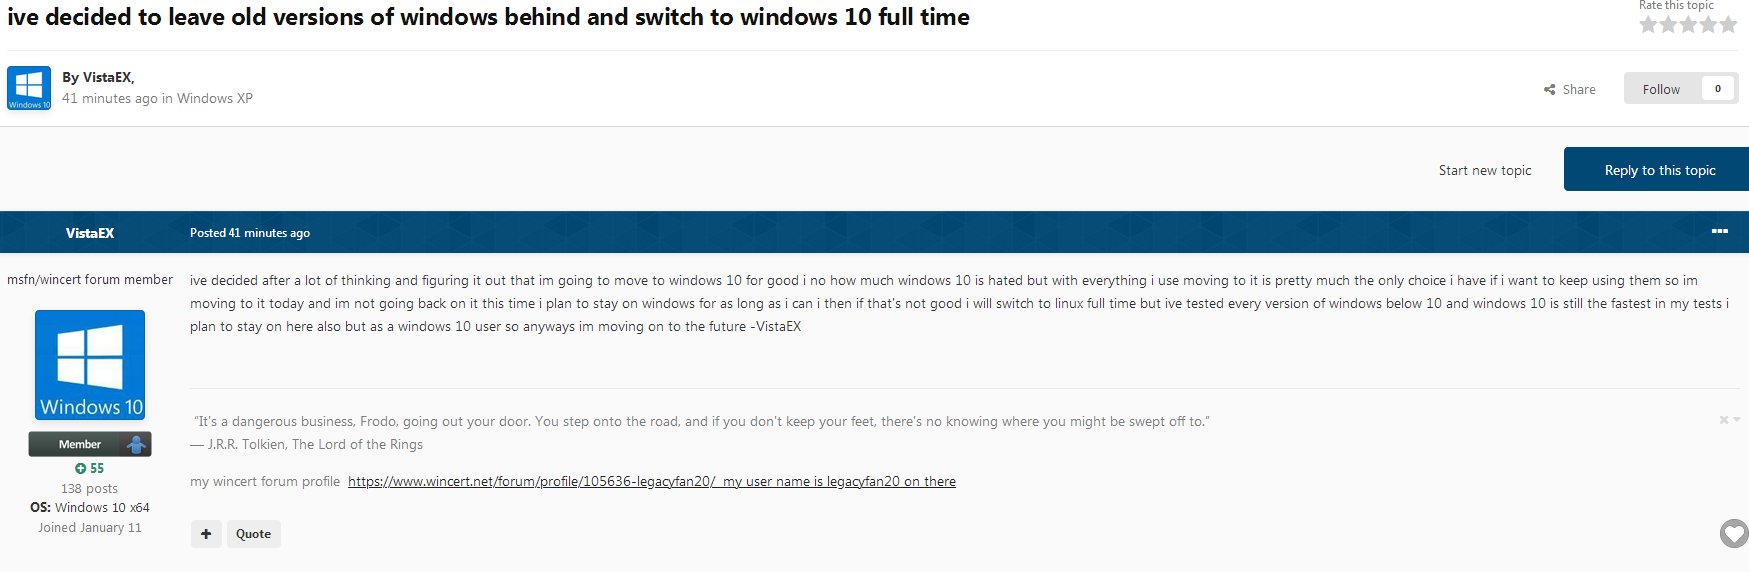 ive decided to leave old versions of windows behind and switch to windows 10 full time
Rate this topic
By VistaEX,
41 minutes ago in Windows XP
Windows 10
Share
Follow
0
Start new topic
Reply to this topic
VistaEX
Posted 41 minutes ago
msfn/wincert forum member
Windows 10
Member
55
138 posts
OS: Windows 10 x64
Joined January 11
ive decided after a lot of thinking and figuring it out that im going to move to windows 10 for good i no how much windows 10 is hated but with everything i use moving to it is pretty much the only choice i have if i want to keep using them so im
moving to it today and im not going back on it this time i plan to stay on windows for as long as i can i then if that's not good i will switch to linux full time but ive tested every version of windows below 10 and windows 10 is still the fastest in my tests i
plan to stay on here also but as a windows 10 user so anyways im moving on to the future -VistaEX
“It's a dangerous business, Frodo, going out your door. You step onto the road, and if you don't keep your feet, there's no knowing where you might be swept off to.”
― J.R.R. Tolkien, The Lord of the Rings
my wincert forum profile https://www.wincert.net/forum/profile/105636-legacyfan20/ my user name is legacyfan20 on there
+ Quote